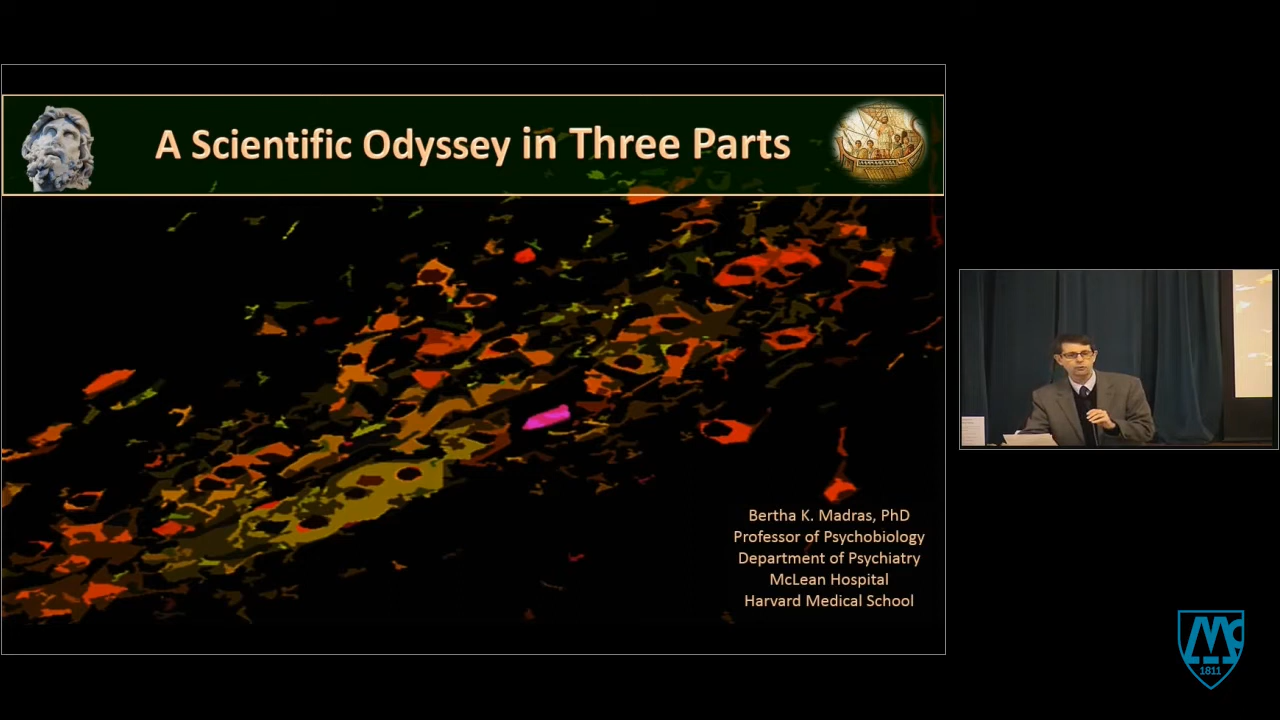 A Scientific Odyssey in Three Parts
Bertha K. Madras, PhD
Professor of Psychobiology
Department of Psychiatry
McLean Hospital
Harvard Medical School
Mc
1811